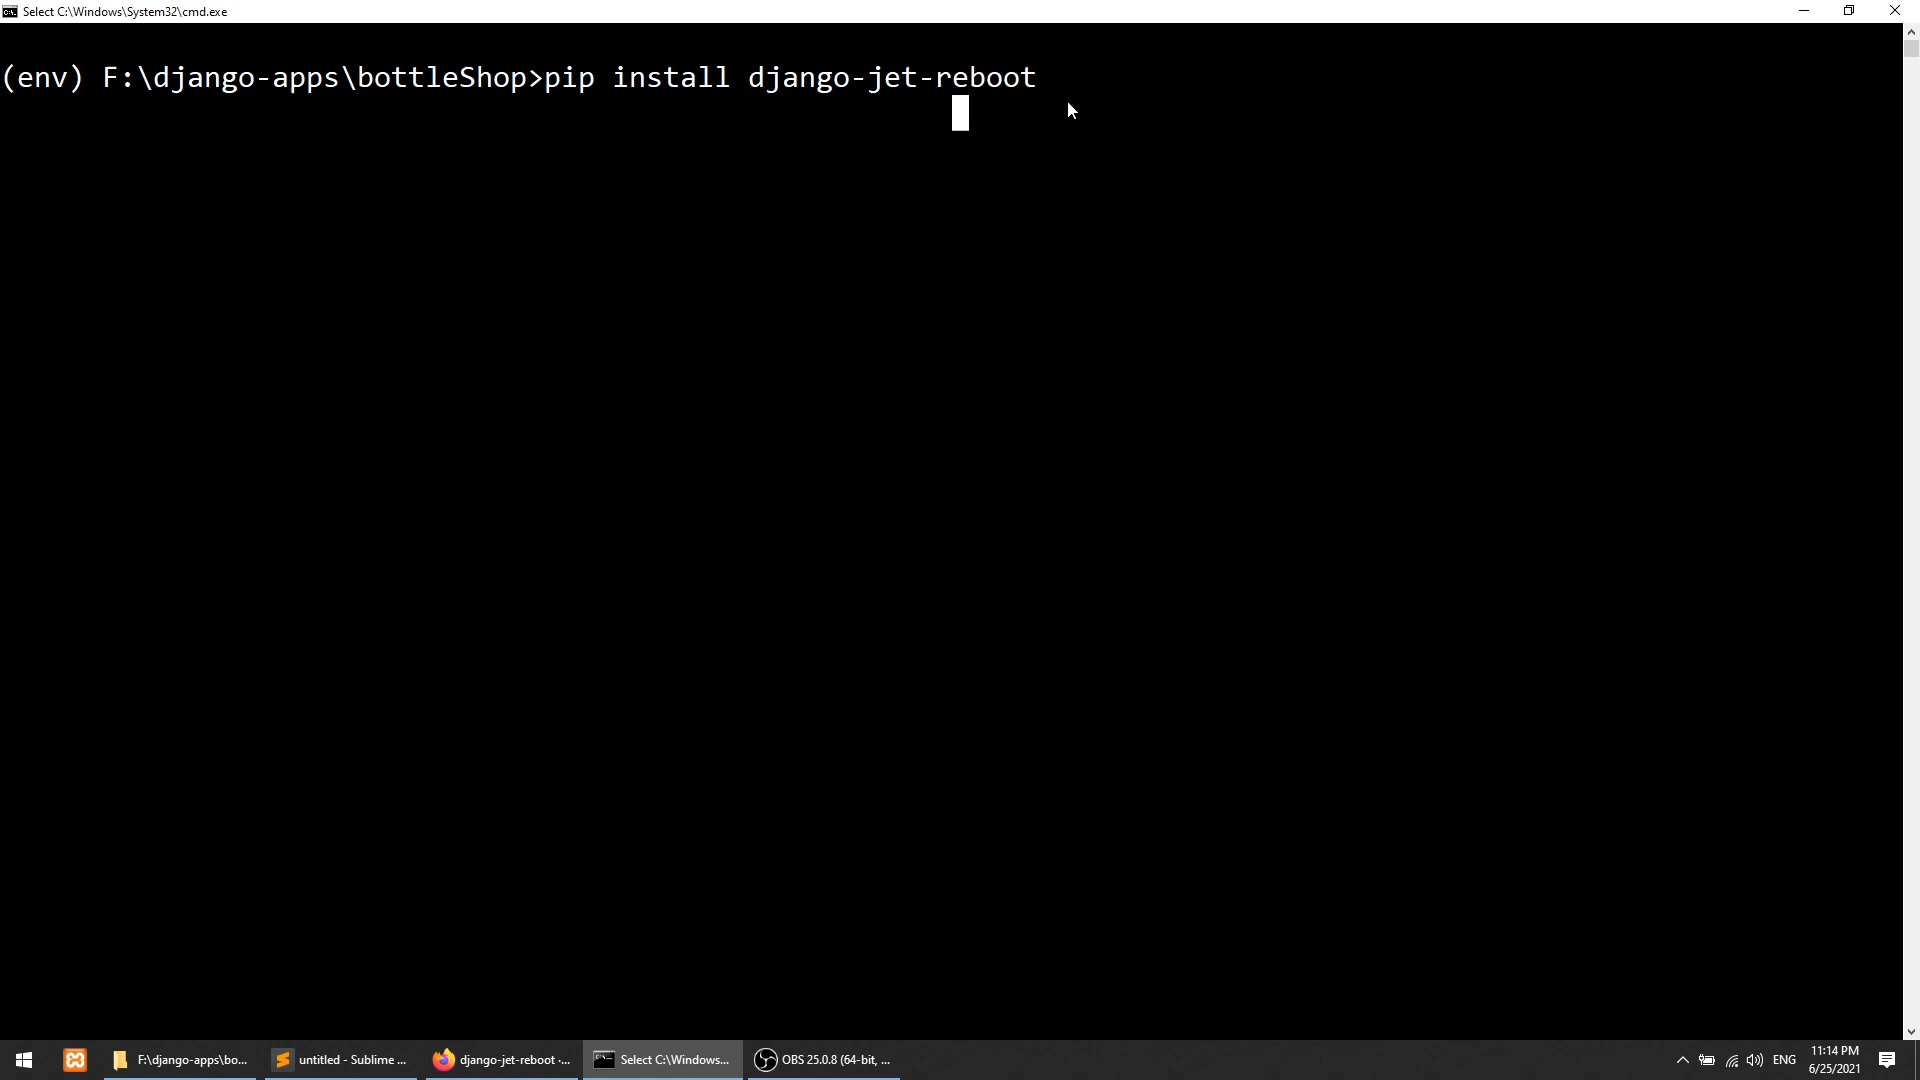 Select C:\Windows\System32\cmd.exe
(env) F:\django-apps\bottleShop>pip install django-jet-reboot
F:\django-apps\bo...
untitled - Sublime ...
django-jet-reboot ·...
Select C:\Windows...
OBS 25.0.8 (64-bit, ...
ENG
11:14 PM
6/25/2021